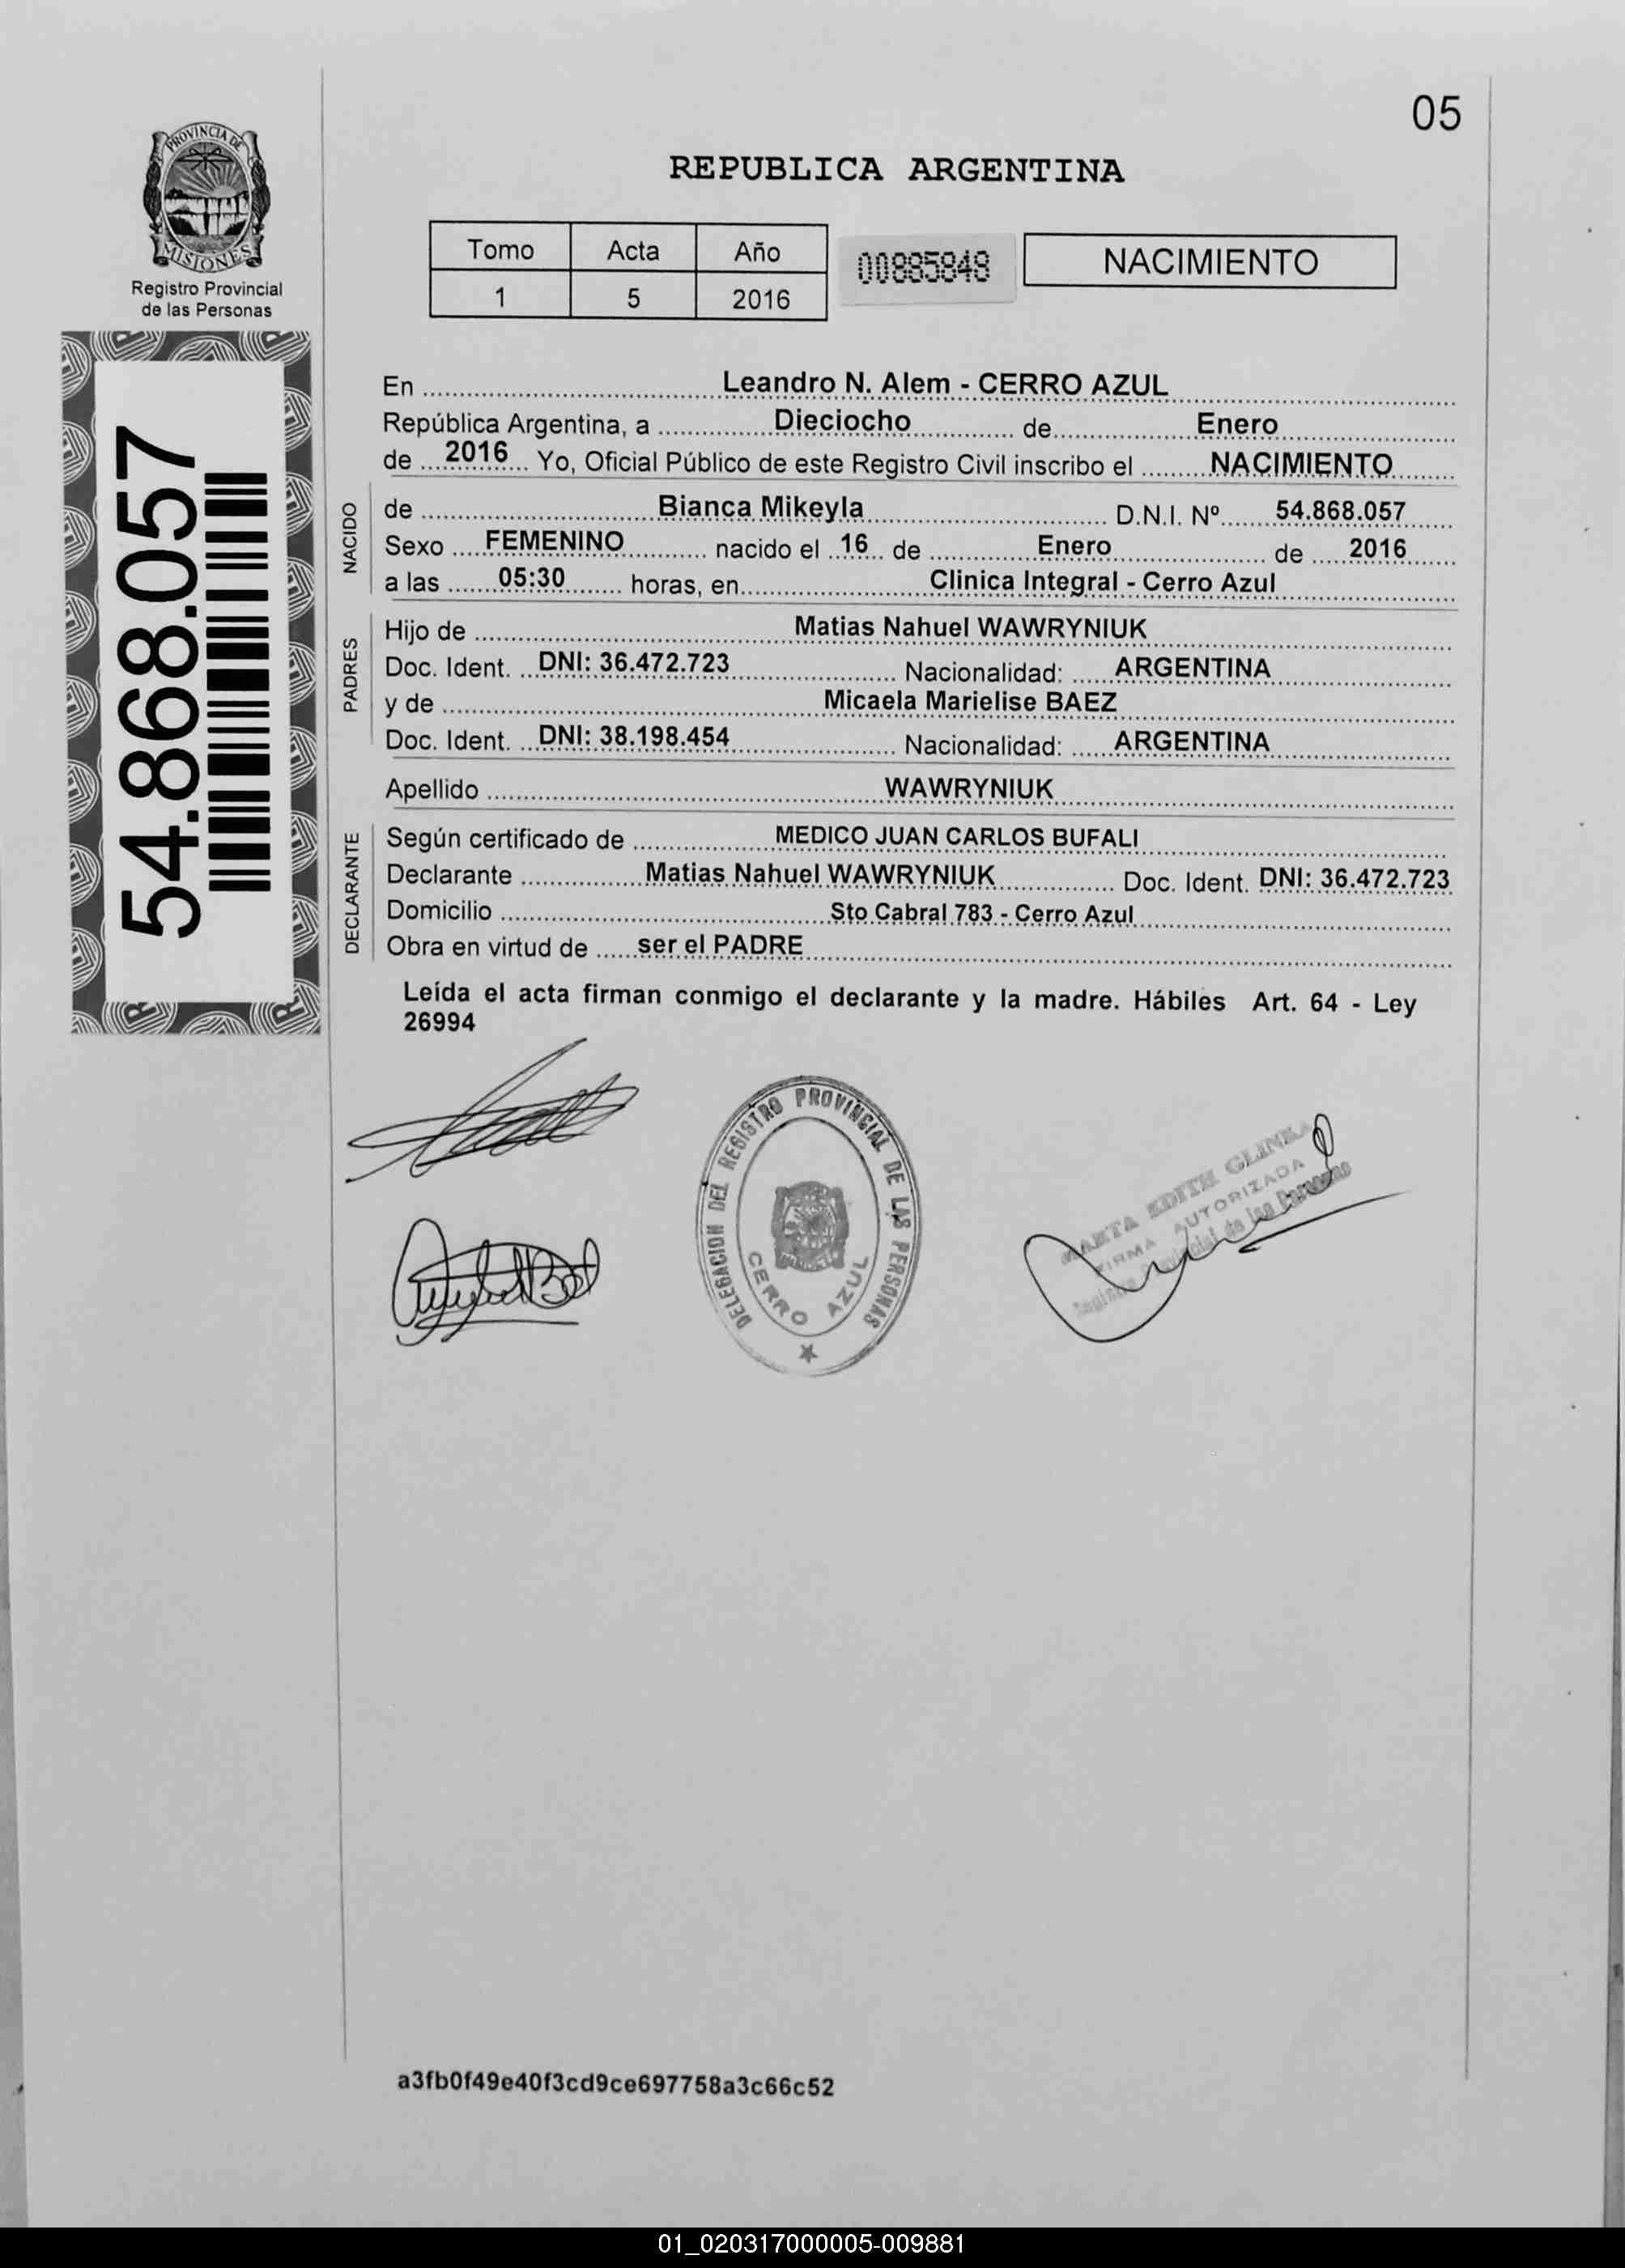 05
PROVINCIA DE
MISIONES
Registro Provincial
de las Personas
REPUBLICA ARGENTINA
Tomo Acta Año
1 5 2016
00885848
NACIMIENTO
54.868.057
En Leandro N. Alem - CERRO AZUL
República Argentina, a Dieciocho de Enero
de 2016 Yo, Oficial Público de este Registro Civil inscribo el NACIMIENTO
NACIDO
de Bianca Mikeyla D.N.I. Nº 54.868.057
Sexo FEMENINO nacido el 16 de Enero de 2016
a las 05:30 horas, en Clinica Integral - Cerro Azul
PADRES
Hijo de Matias Nahuel WAWRYNIUK
Doc. Ident. DNI: 36.472.723 Nacionalidad: ARGENTINA
y de Micaela Marielise BAEZ
Doc. Ident. DNI: 38.198.454 Nacionalidad: ARGENTINA
Apellido WAWRYNIUK
DECLARANTE
Según certificado de MEDICO JUAN CARLOS BUFALI
Declarante Matias Nahuel WAWRYNIUK Doc. Ident. DNI: 36.472.723
Domicilio Sto Cabral 783 - Cerro Azul
Obra en virtud de ser el PADRE
Leída el acta firman conmigo el declarante y la madre. Hábiles Art. 64 - Ley
26994
DELEGACION DEL REGISTRO PROVINCIAL DE LAS PERSONAS
CERRO AZUL
MARTA EDITH GLINKA
FIRMA AUTORIZADA
Registro Provincial de las Personas
a3fb0f49e40f3cd9ce697758a3c66c52
01_020317000005-009881